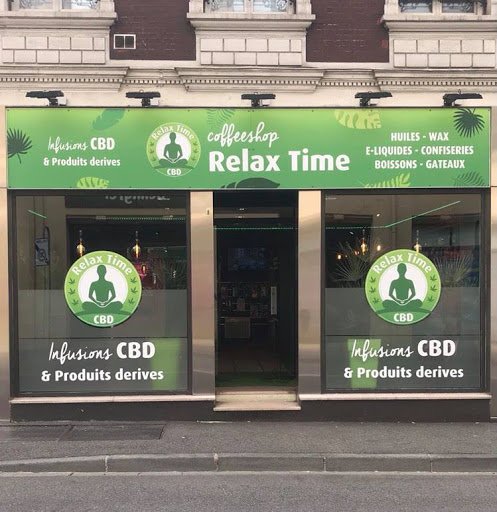 Infusions CBD
& Produits derives
Relax Time
CBD
coffeeshop
Relax Time
HUILES - WAX
E-LIQUIDES - CONFISERIES
BOISSONS - GATEAUX
Relax Time
CBD
Infusions CBD
& Produits derives
Relax Time
CBD
Infusions CBD
& Produits derives